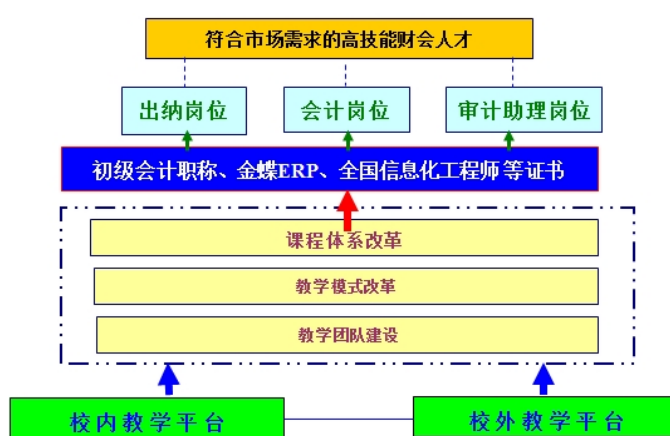 符合市场需求的高技能财会人才
出纳岗位
会计岗位
审计助理岗位
初级会计职称、金蝶ERP、全国信息化工程师等证书
课程体系改革
教学模式改革
教学团队建设
校内教学平台
校外教学平台